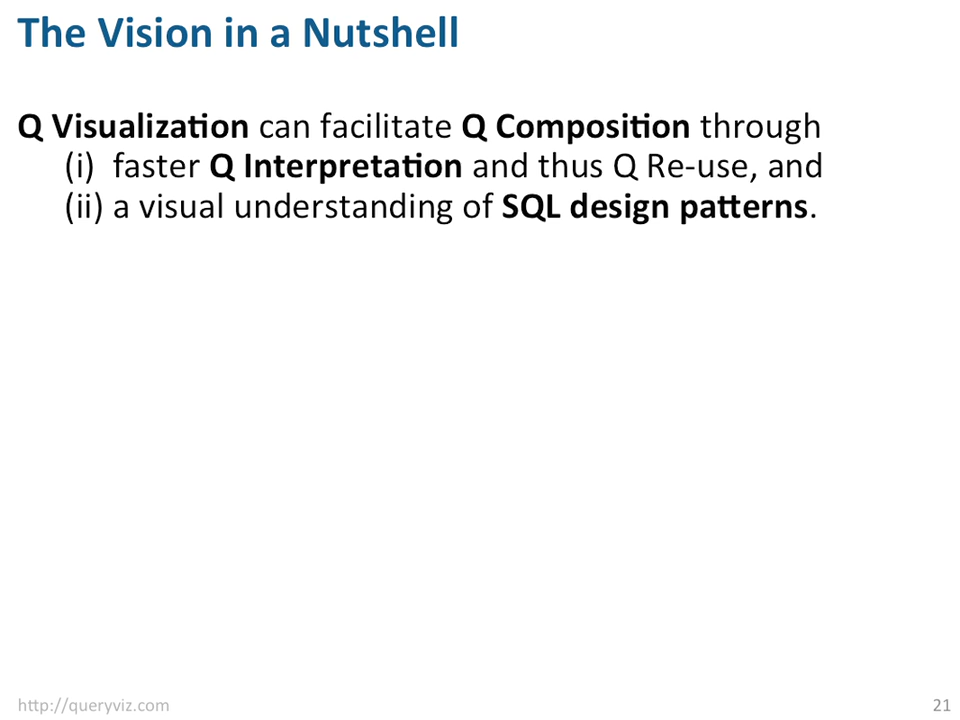 The Vision in a Nutshell
Q Visualization can facilitate Q Composition through
(i) faster Q Interpretation and thus Q Re-use, and
(ii) a visual understanding of SQL design patterns.
http://queryviz.com
21